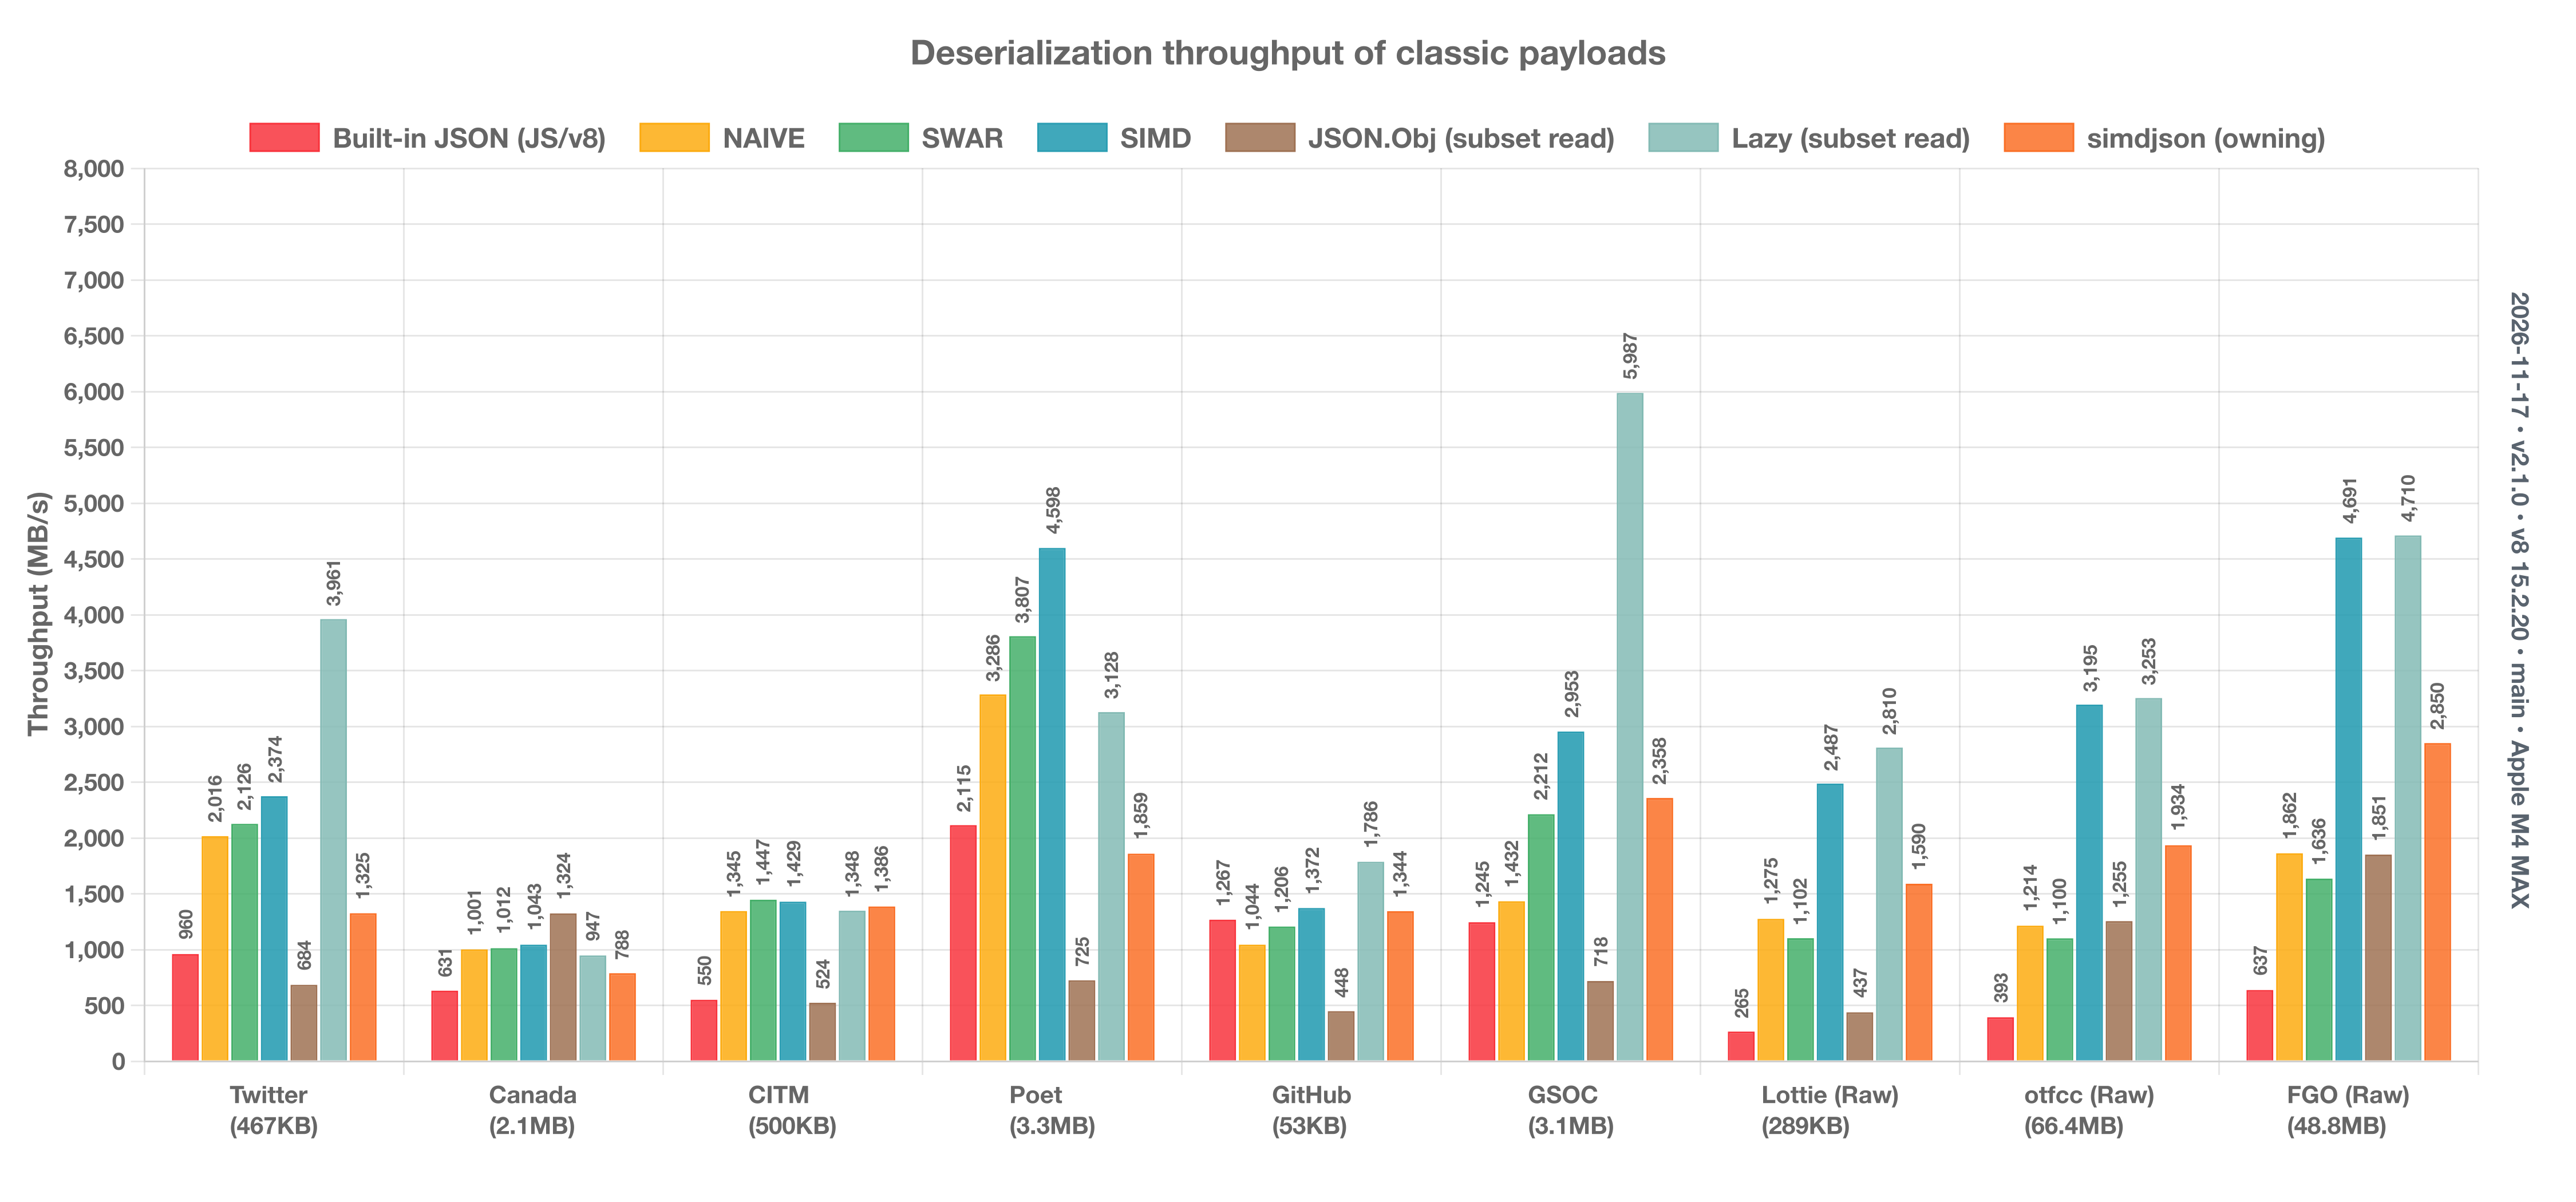 Deserialization throughput of classic payloads
Built-in JSON (JS/v8) NAIVE SWAR SIMD JSON.Obj (subset read) Lazy (subset read) simdjson (owning)
Throughput (MB/s)
8,000
7,500
7,000
6,500
6,000
5,500
5,000
4,500
4,000
3,500
3,000
2,500
2,000
1,500
1,000
500
0
960 2,016 2,126 2,374 684 3,961 1,325
631 1,001 1,012 1,043 1,324 947 788
550 1,345 1,447 1,429 524 1,348 1,386
2,115 3,286 3,807 4,598 725 3,128 1,859
1,267 1,044 1,206 1,372 448 1,786 1,344
1,245 1,432 2,212 2,953 718 5,987 2,358
265 1,275 1,102 2,487 437 2,810 1,590
393 1,214 1,100 3,195 1,255 3,253 1,934
637 1,862 1,636 4,691 1,851 4,710 2,850
Twitter
(467KB)
Canada
(2.1MB)
CITM
(500KB)
Poet
(3.3MB)
GitHub
(53KB)
GSOC
(3.1MB)
Lottie (Raw)
(289KB)
otfcc (Raw)
(66.4MB)
FGO (Raw)
(48.8MB)
2026-11-17 • v2.1.0 • v8 15.2.20 • main • Apple M4 MAX